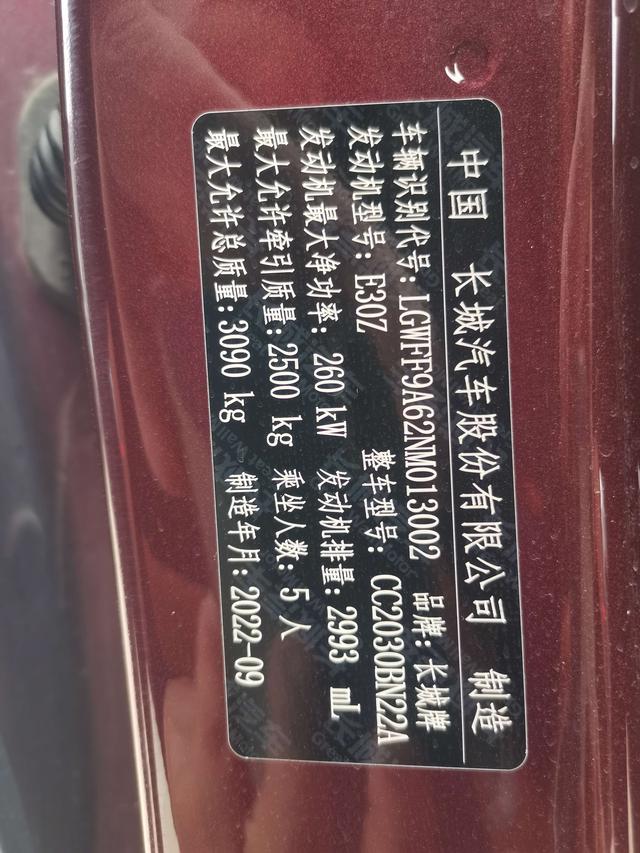 中国 长城汽车股份有限公司 制造
车辆识别代号：LGWFF9A62NM013002 品牌：长城牌
发动机型号：E30Z 整车型号：CC2030BN22A
发动机最大净功率：260 kW 发动机排量：2993 mL
最大允许牵引质量：2500 kg 乘坐人数：5人
最大允许总质量：3090 kg 制造年月：2022-09